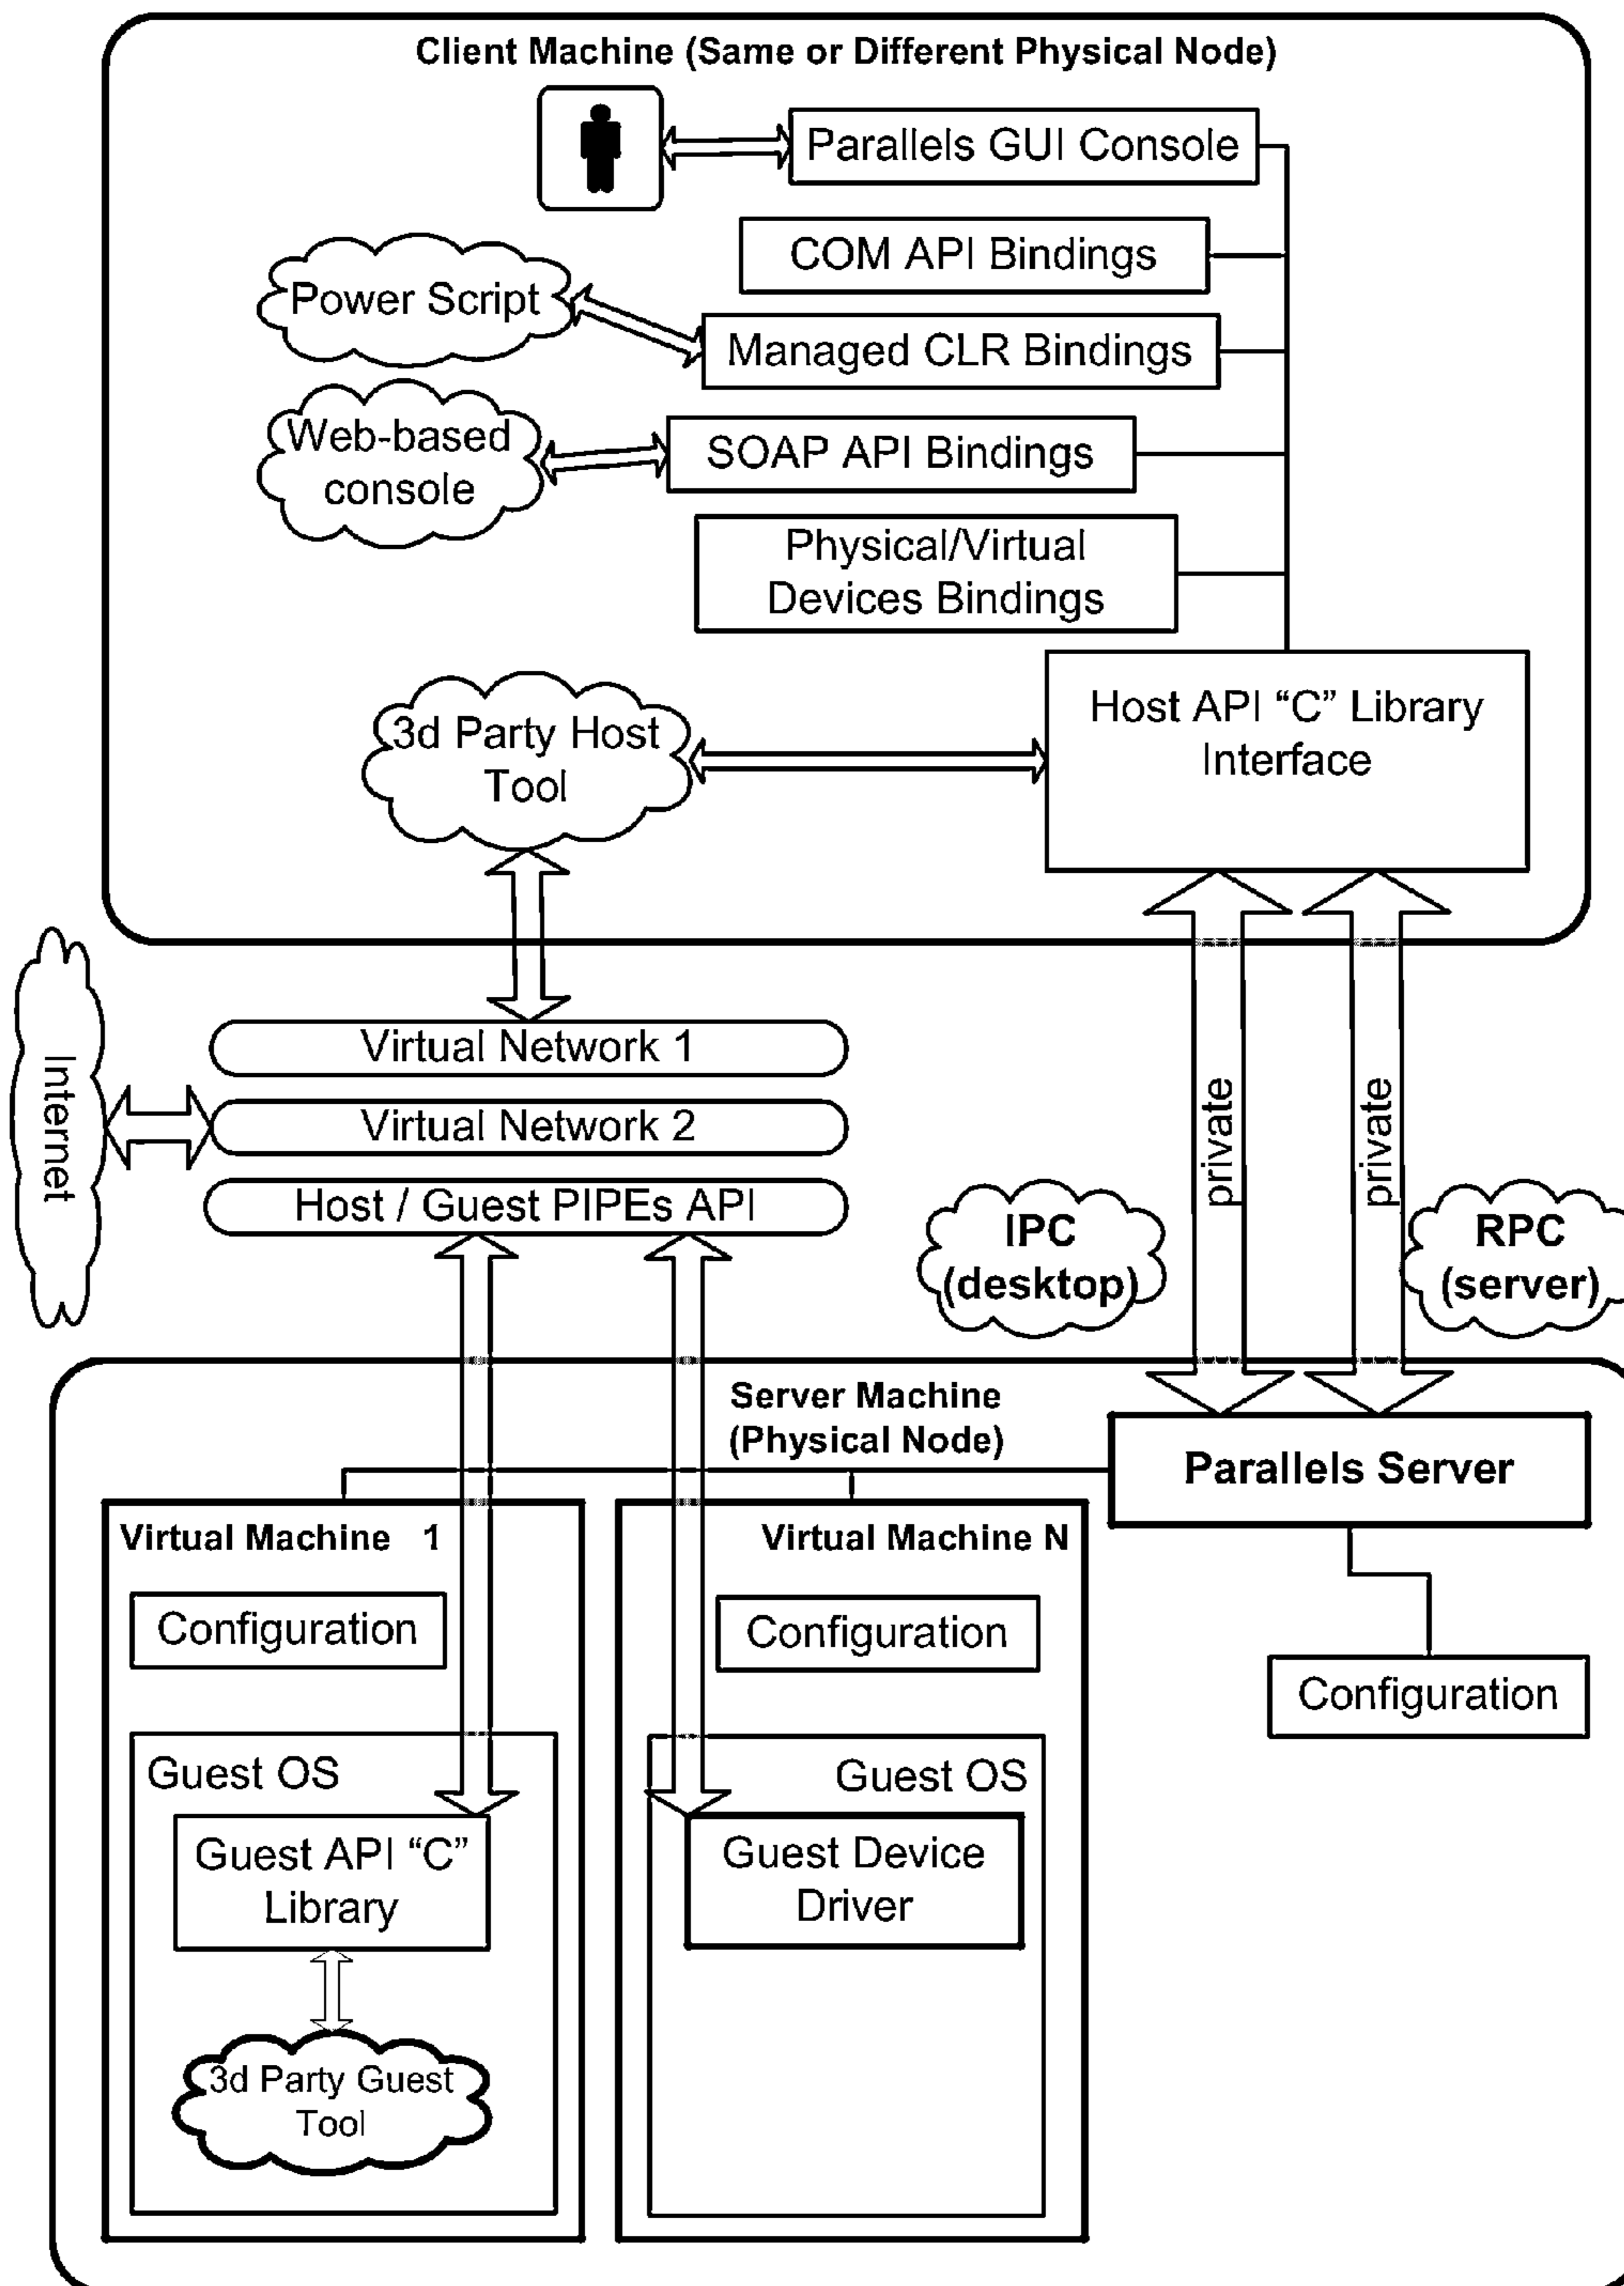 Client Machine (Same or Different Physical Node)
Parallels GUI Console
COM API Bindings
Power Script
Managed CLR Bindings
Web-based
console
SOAP API Bindings
Physical/Virtual
Devices Bindings
3d Party Host
Tool
Host API “C” Library
Interface
Internet
Virtual Network 1
Virtual Network 2
Host / Guest PIPEs API
private
private
IPC
(desktop)
RPC
(server)
Server Machine
(Physical Node)
Parallels Server
Virtual Machine 1
Virtual Machine N
Configuration
Configuration
Configuration
Guest OS
Guest OS
Guest API “C”
Library
Guest Device
Driver
3d Party Guest
Tool